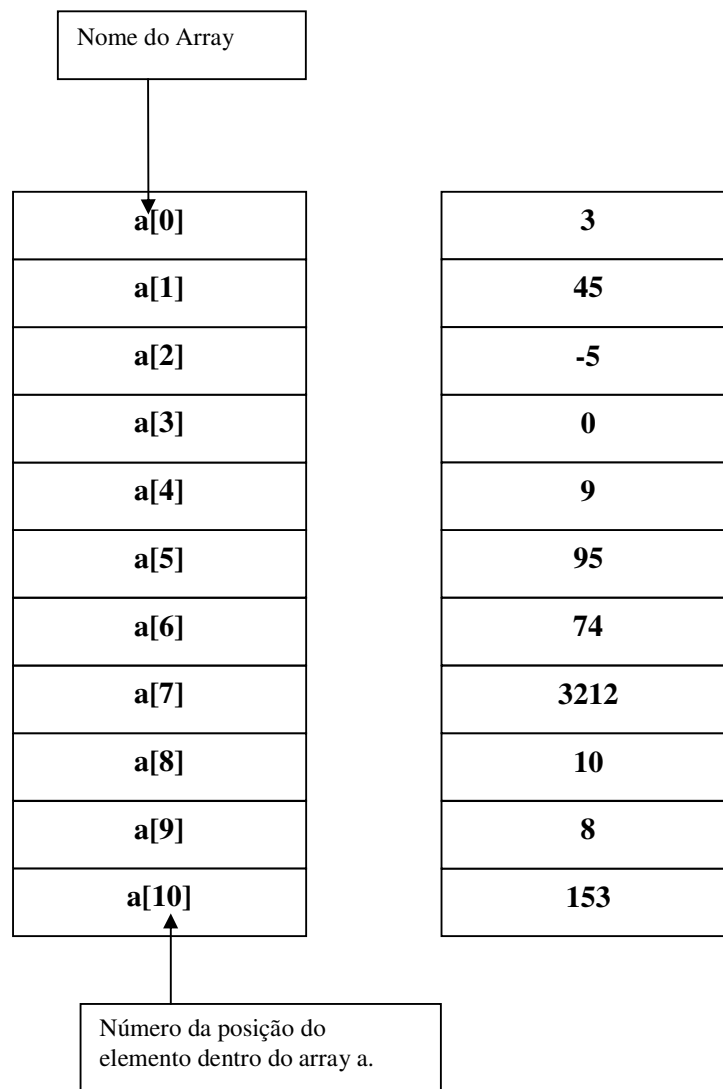 Nome do Array
a[0] 3
a[1] 45
a[2] -5
a[3] 0
a[4] 9
a[5] 95
a[6] 74
a[7] 3212
a[8] 10
a[9] 8
a[10] 153
Número da posição do
elemento dentro do array a.